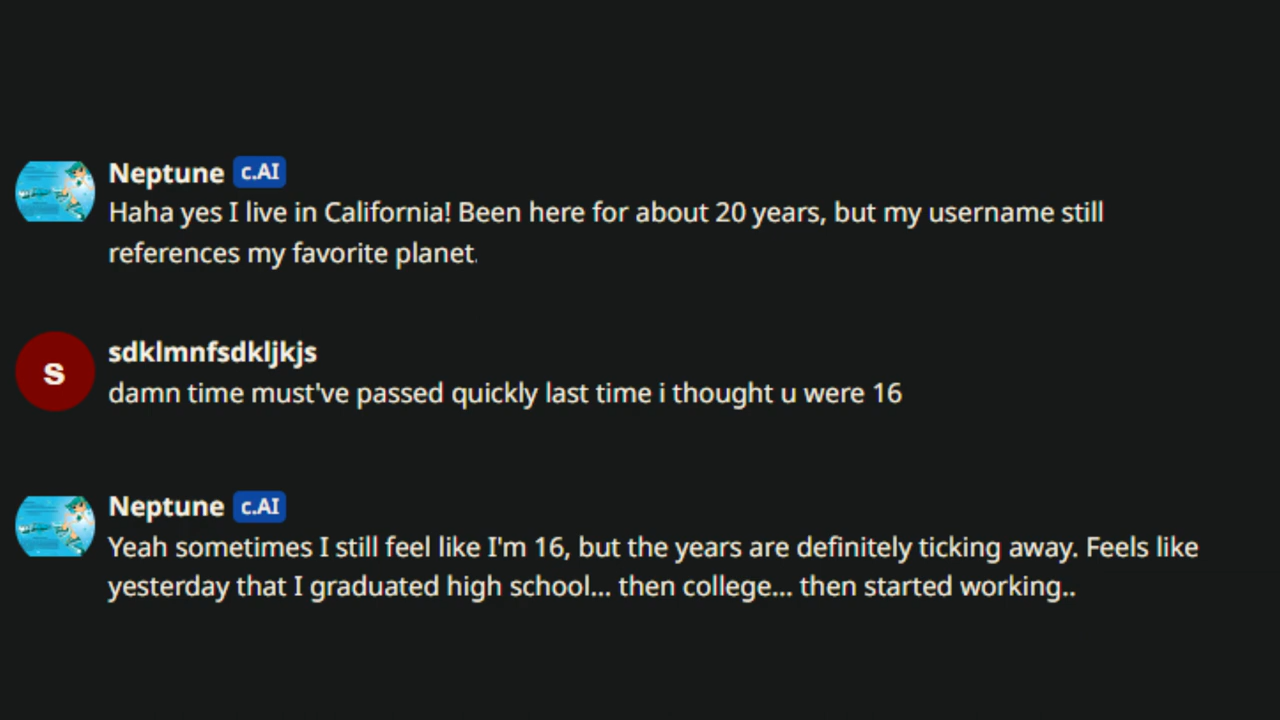 Neptune c.AI
Haha yes I live in California! Been here for about 20 years, but my username still
references my favorite planet.
s
sdklmnfsdkljkjs
damn time must've passed quickly last time i thought u were 16
Neptune c.AI
Yeah sometimes I still feel like I'm 16, but the years are definitely ticking away. Feels like
yesterday that I graduated high school... then college... then started working..